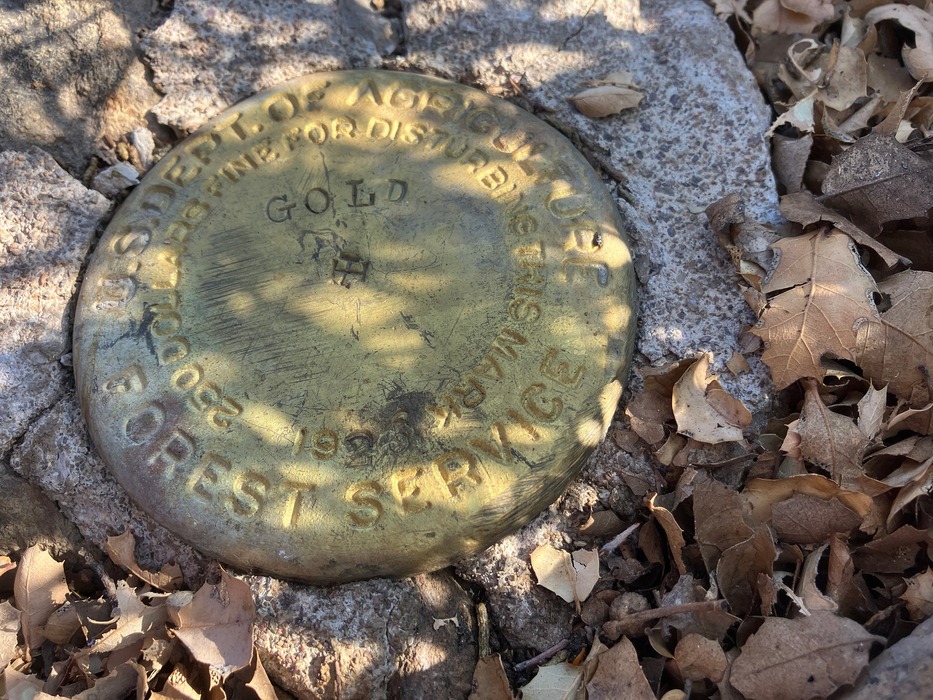 U.S. DEPT. OF AGRICULTURE
250 DOLLARS FINE FOR DISTURBING THIS MARK
GOLD
FOREST SERVICE